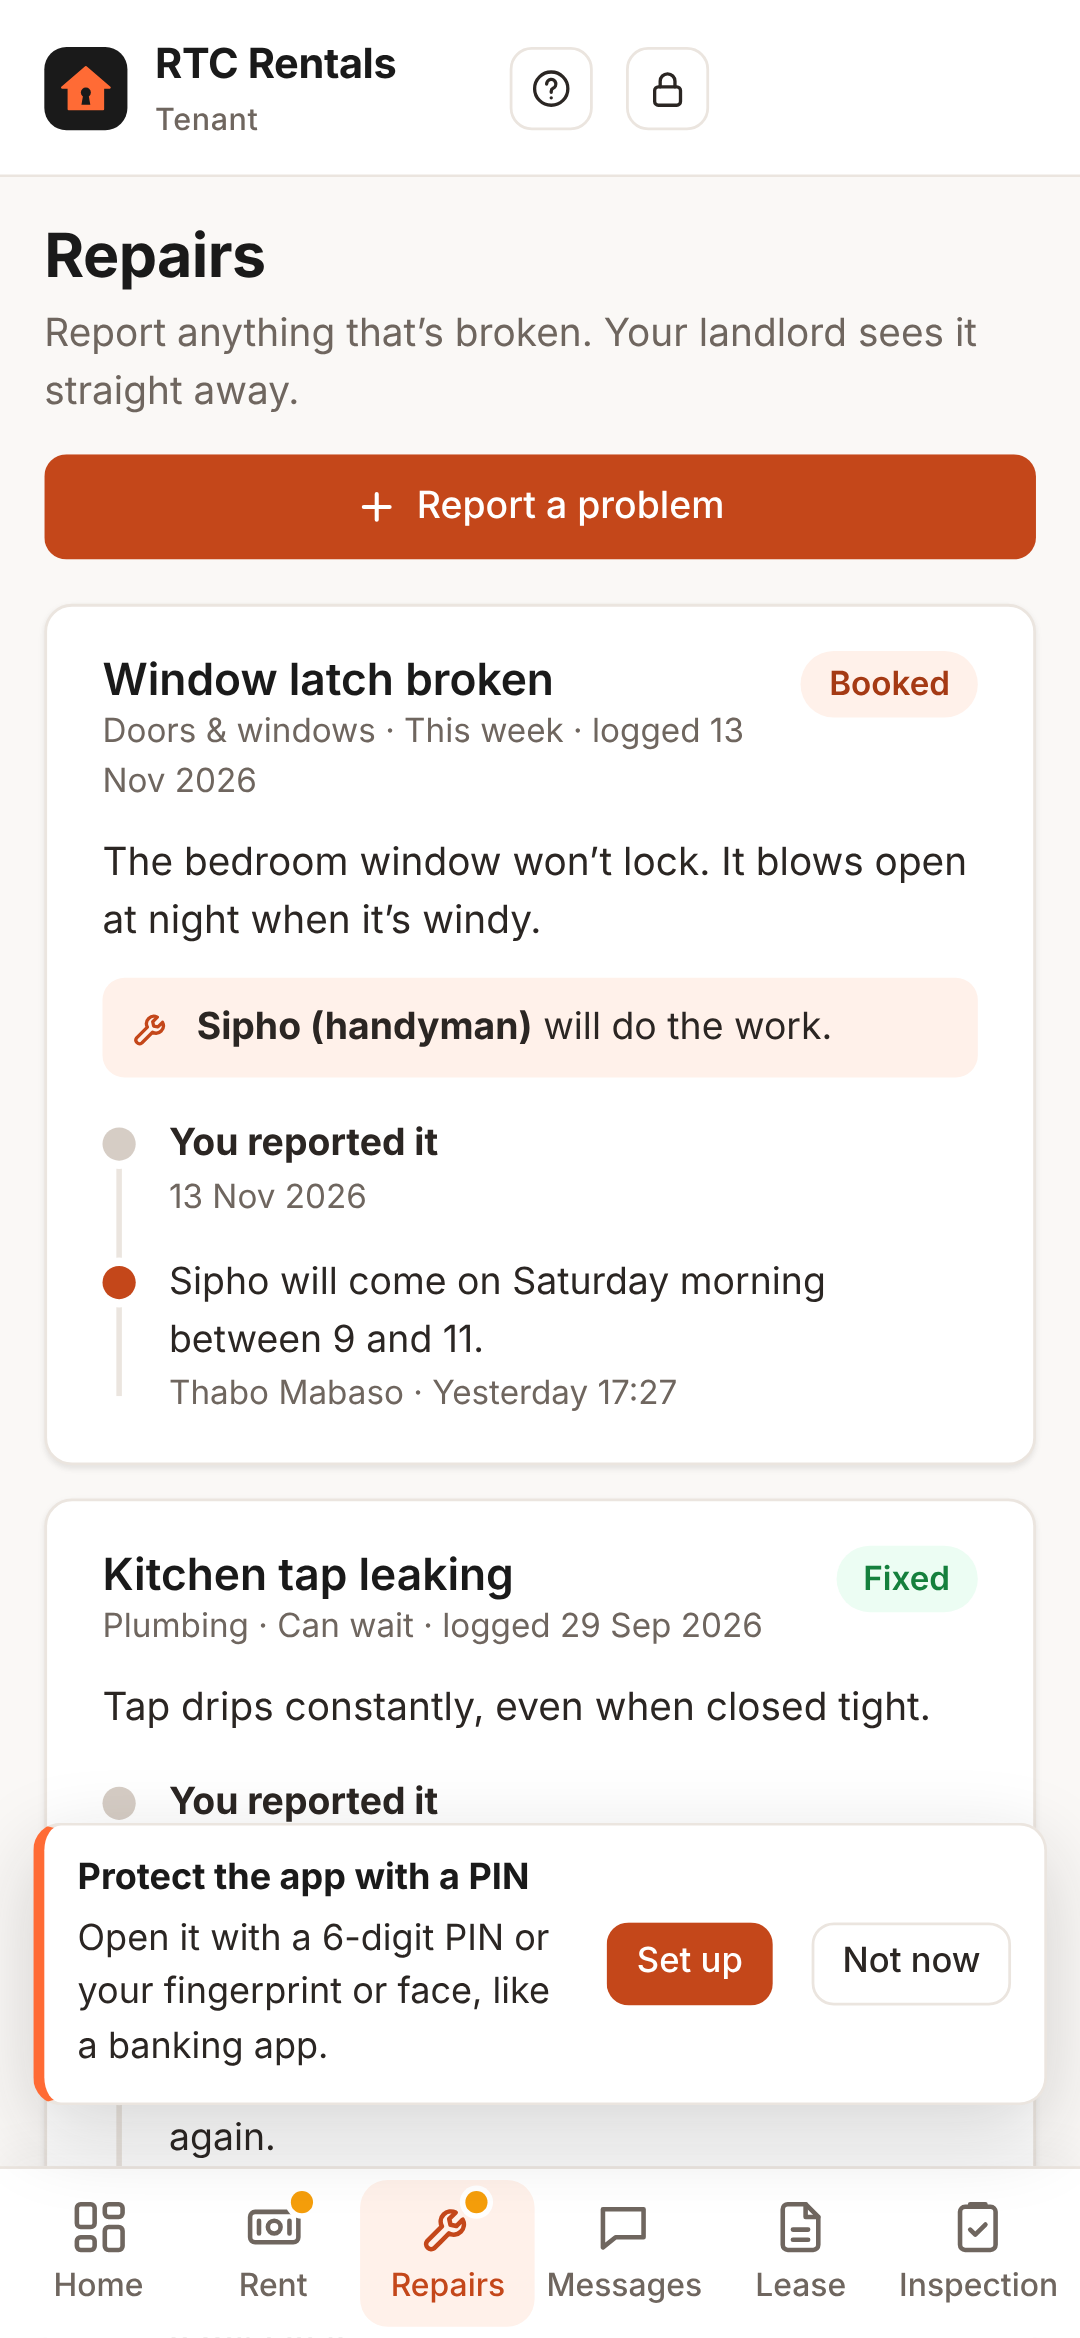 RTC Rentals
Tenant
Repairs
Report anything that’s broken. Your landlord sees it
straight away.
Report a problem
Window latch broken
Booked
Doors & windows · This week · logged 13
Nov 2026
The bedroom window won’t lock. It blows open
at night when it’s windy.
Sipho (handyman) will do the work.
You reported it
13 Nov 2026
Sipho will come on Saturday morning
between 9 and 11.
Thabo Mabaso · Yesterday 17:27
Kitchen tap leaking
Fixed
Plumbing · Can wait · logged 29 Sep 2026
Tap drips constantly, even when closed tight.
You reported it
Protect the app with a PIN
Open it with a 6-digit PIN or
your fingerprint or face, like
a banking app.
Set up
Not now
again.
Home
Rent
Repairs
Messages
Lease
Inspection